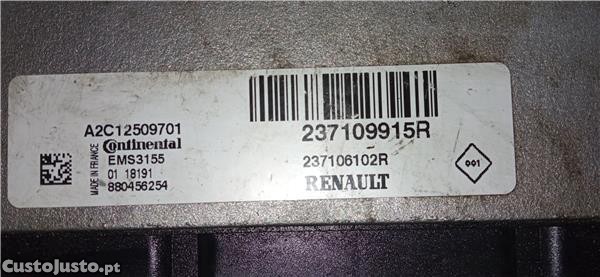 A2C12509701
Continental
EMS3155
01 18191
880456254
MADE IN FRANCE
237109915R
237106102R
RENAULT
001
CustoJusto.pt